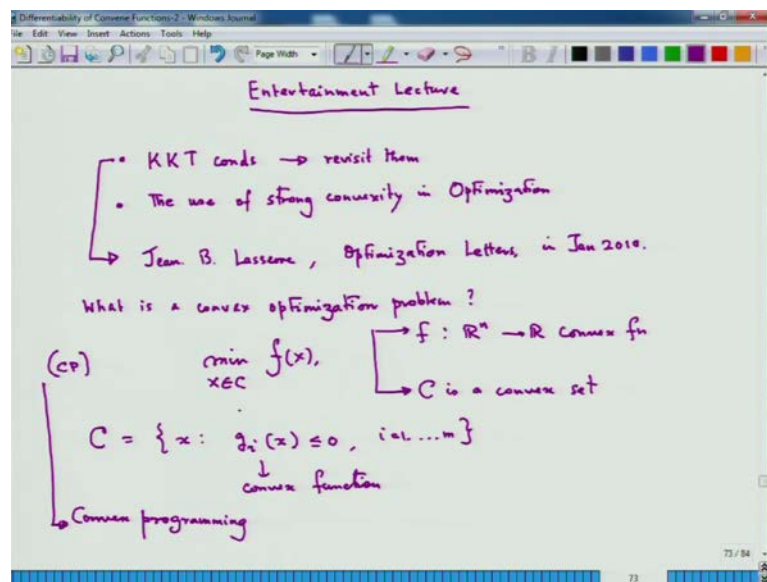 Differentiability of Convene Functions-2 - Windows Journal
File Edit View Insert Actions Tools Help
Page Width
Entertainment Lecture
• KKT conds → revisit them
• The use of strong convexity in Optimization
→ Jean. B. Lasserre, Optimization Letters, in Jan 2010.
What is a convex optimization problem?
(CP) min f(x), → f : ℝⁿ → ℝ convex fn
x∈C → C is a convex set
C = {x : gᵢ(x) ≤ 0, i=1....m}
↓
convex function
→ Convex programming
73 / 84
73